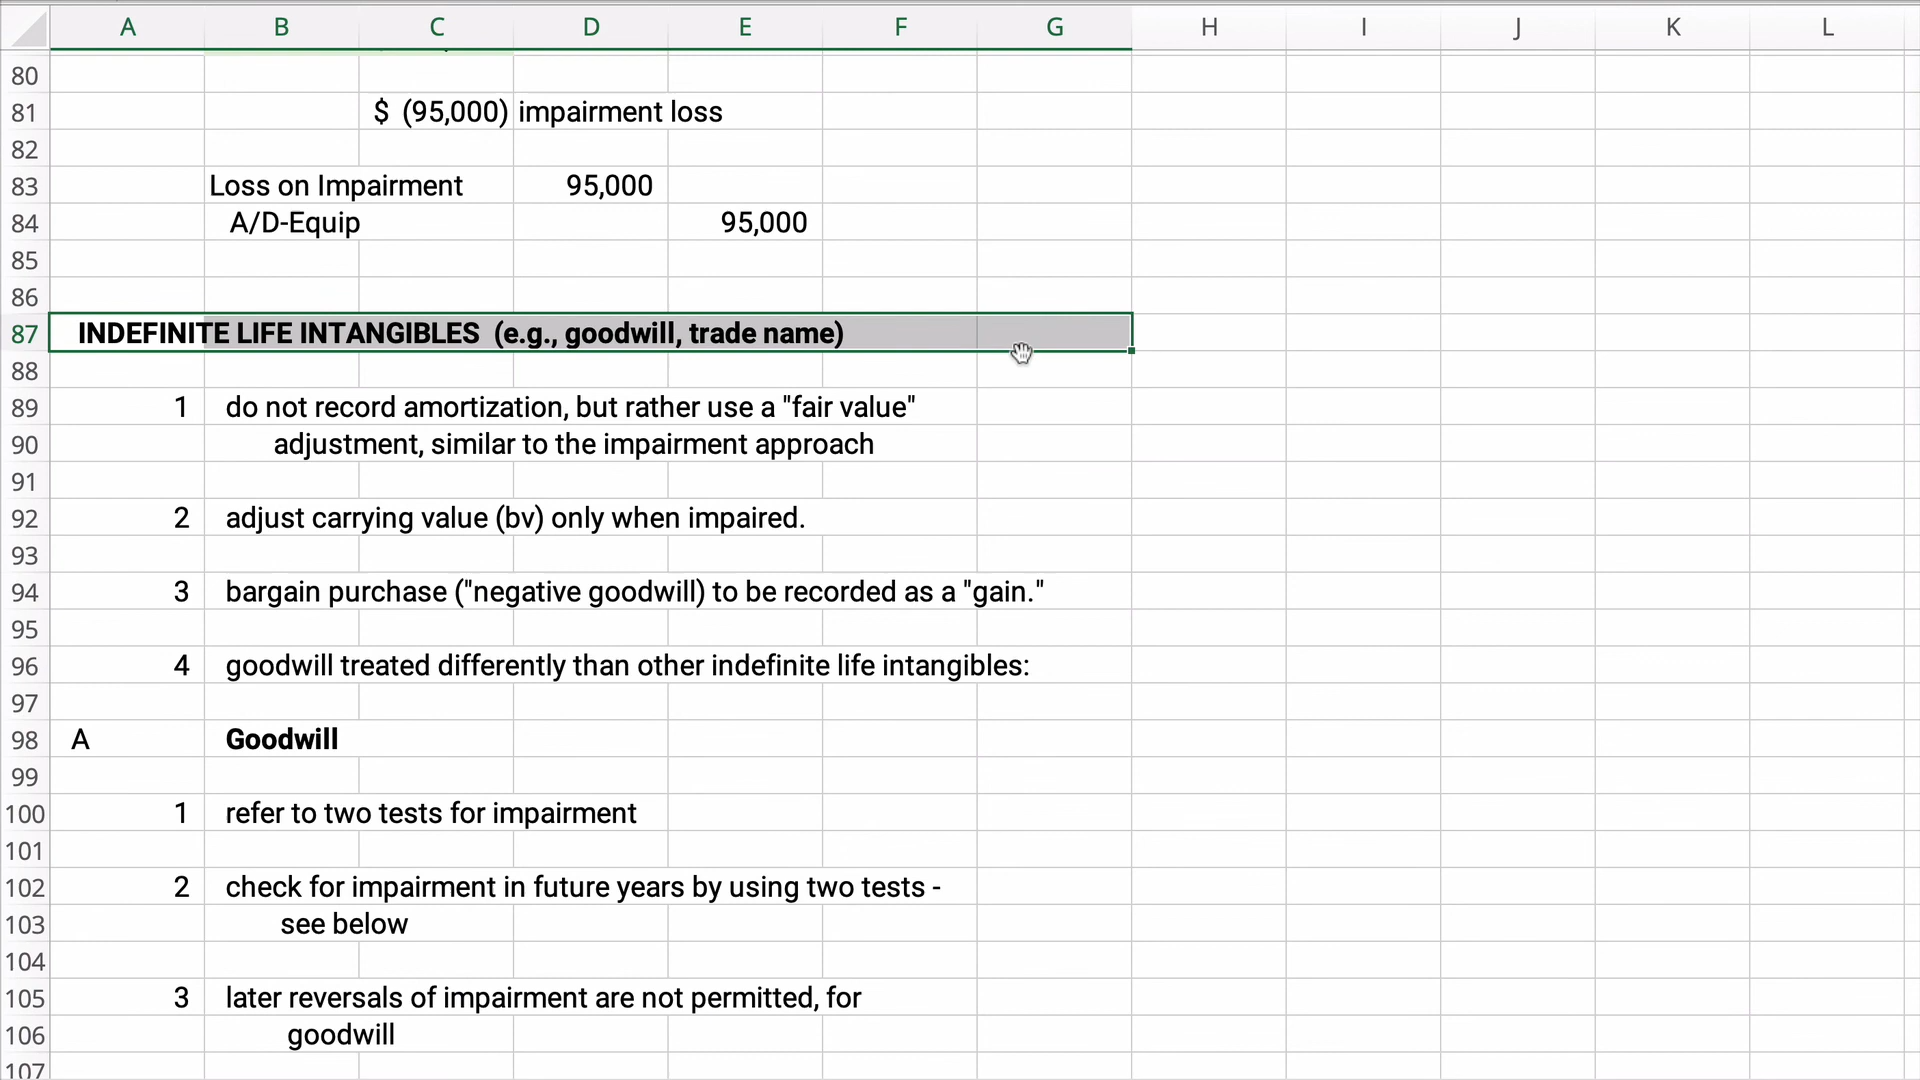 A B C D E F G H I J K L
80
81 $ (95,000) impairment loss
82
83 Loss on Impairment 95,000
84 A/D-Equip 95,000
85
86
87 INDEFINITE LIFE INTANGIBLES (e.g., goodwill, trade name)
88
89 1 do not record amortization, but rather use a "fair value"
90 adjustment, similar to the impairment approach
91
92 2 adjust carrying value (bv) only when impaired.
93
94 3 bargain purchase ("negative goodwill) to be recorded as a "gain."
95
96 4 goodwill treated differently than other indefinite life intangibles:
97
98 A Goodwill
99
100 1 refer to two tests for impairment
101
102 2 check for impairment in future years by using two tests -
103 see below
104
105 3 later reversals of impairment are not permitted, for
106 goodwill
107